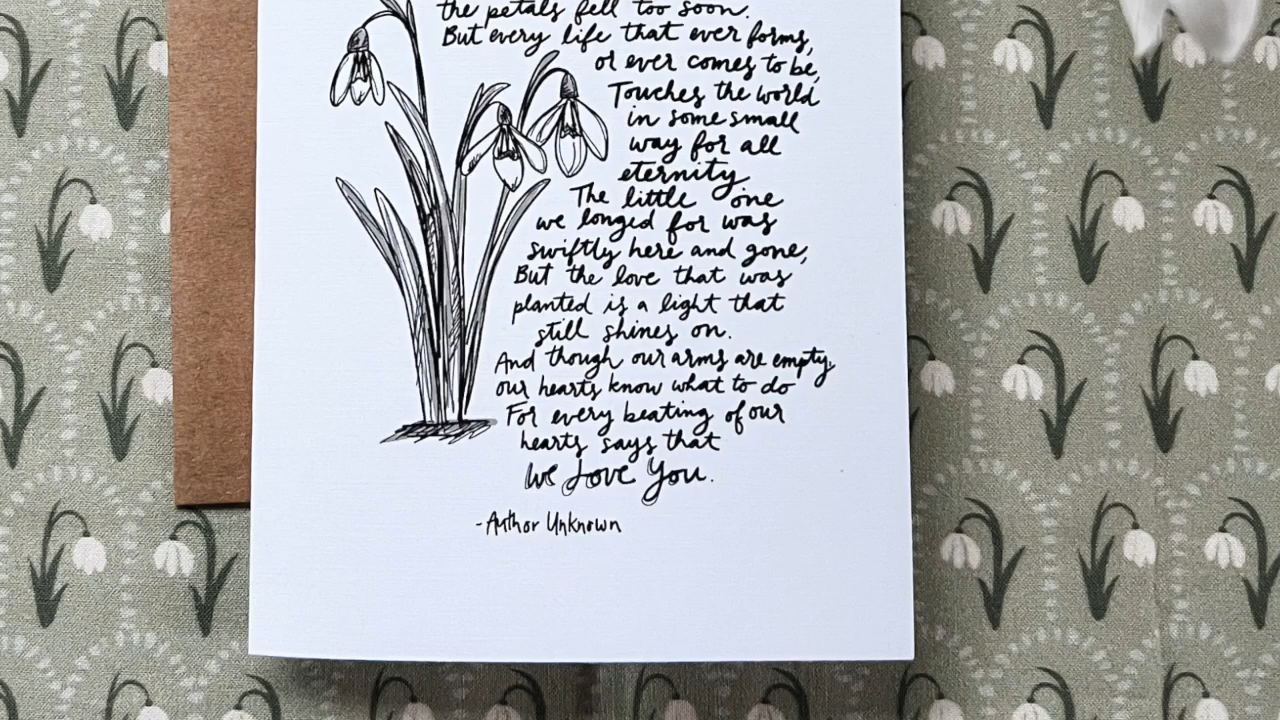 the petals fell too soon.
But every life that ever forms,
or ever comes to be,
Touches the world
in some small
way for all
eternity
The little one
we longed for was
swiftly here and gone,
But the love that was
planted is a light that
still shines on.
And though our arms are empty,
our hearts know what to do
For every beating of our
hearts says that
We Love You.
-Author Unknown